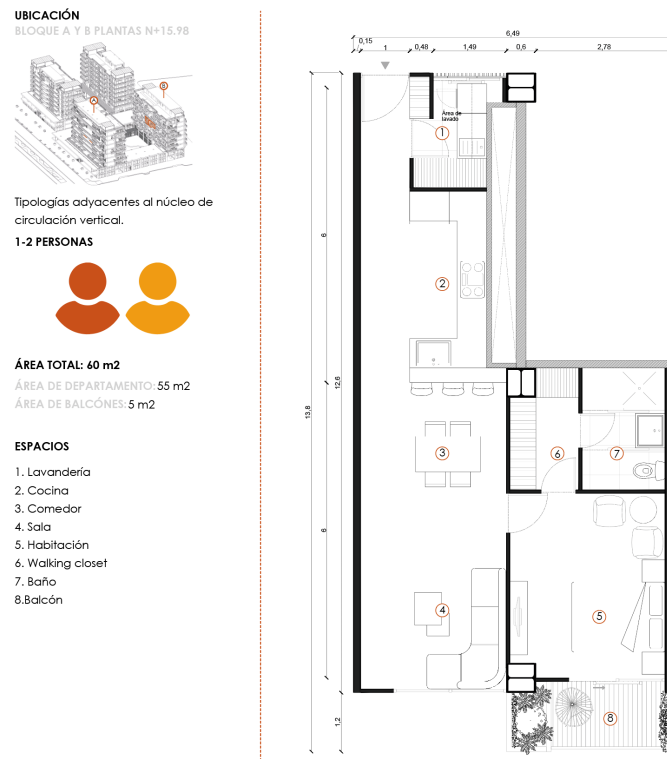 UBICACIÓN
BLOQUE A Y B PLANTAS N+15.98
A
B
Tipologías adyacentes al núcleo de
circulación vertical.
1-2 PERSONAS
ÁREA TOTAL: 60 m2
ÁREA DE DEPARTAMENTO: 55 m2
ÁREA DE BALCÓNES: 5 m2
ESPACIOS
1. Lavandería
2. Cocina
3. Comedor
4. Sala
5. Habitación
6. Walking closet
7. Baño
8.Balcón
6,49
0,15
1
0,48
1,49
0,6
2,78
Área de
lavado
1
2
3
4
5
6
7
8
6
12,6
13,8
6
1,2